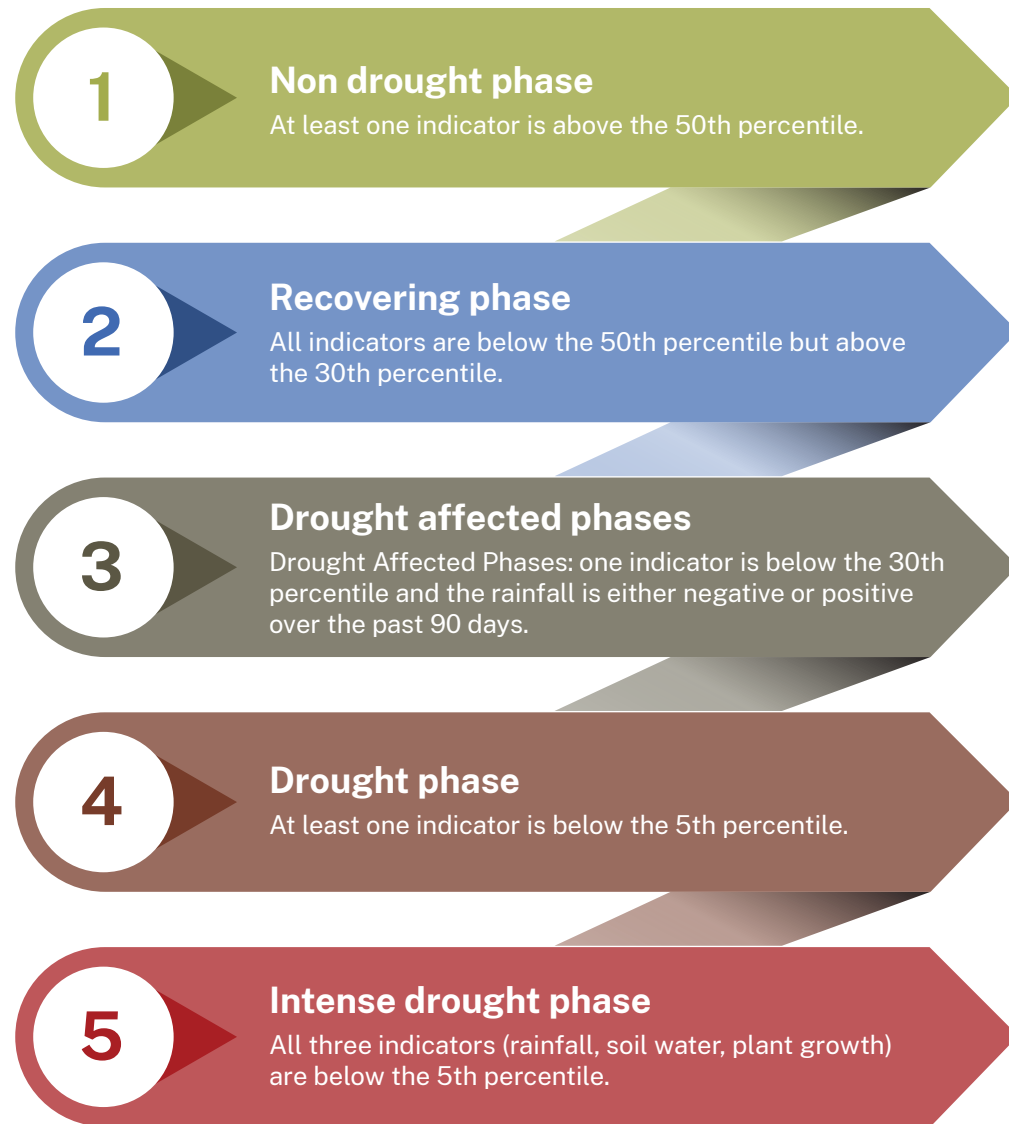 1
Non drought phase
At least one indicator is above the 50th percentile.
2
Recovering phase
All indicators are below the 50th percentile but above
the 30th percentile.
3
Drought affected phases
Drought Affected Phases: one indicator is below the 30th
percentile and the rainfall is either negative or positive
over the past 90 days.
4
Drought phase
At least one indicator is below the 5th percentile.
5
Intense drought phase
All three indicators (rainfall, soil water, plant growth)
are below the 5th percentile.